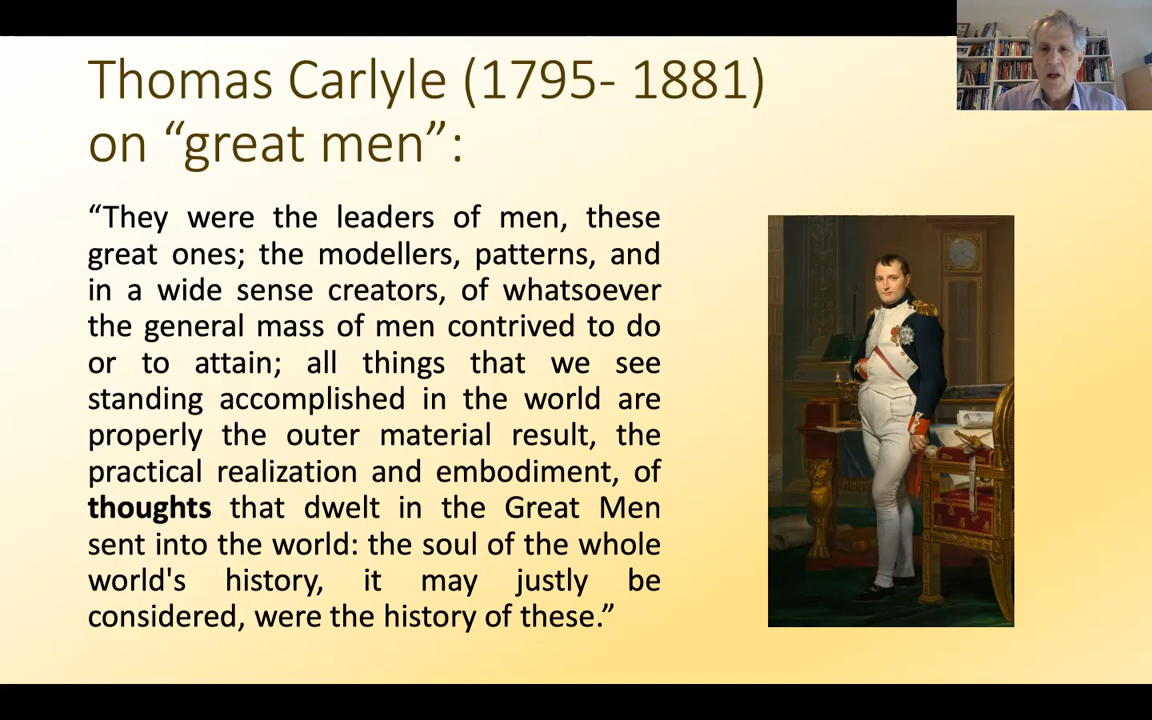 Thomas Carlyle (1795- 1881)
on “great men”:
“They were the leaders of men, these
great ones; the modellers, patterns, and
in a wide sense creators, of whatsoever
the general mass of men contrived to do
or to attain; all things that we see
standing accomplished in the world are
properly the outer material result, the
practical realization and embodiment, of
thoughts that dwelt in the Great Men
sent into the world: the soul of the whole
world's history, it may justly be
considered, were the history of these.”